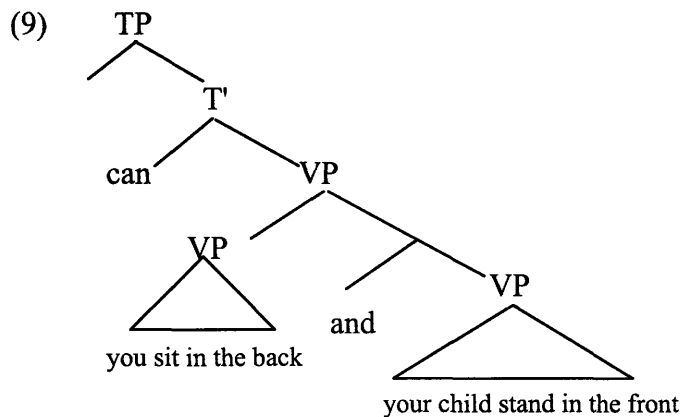 (9) TP
T'
can VP
VP
VP
and
you sit in the back
your child stand in the front